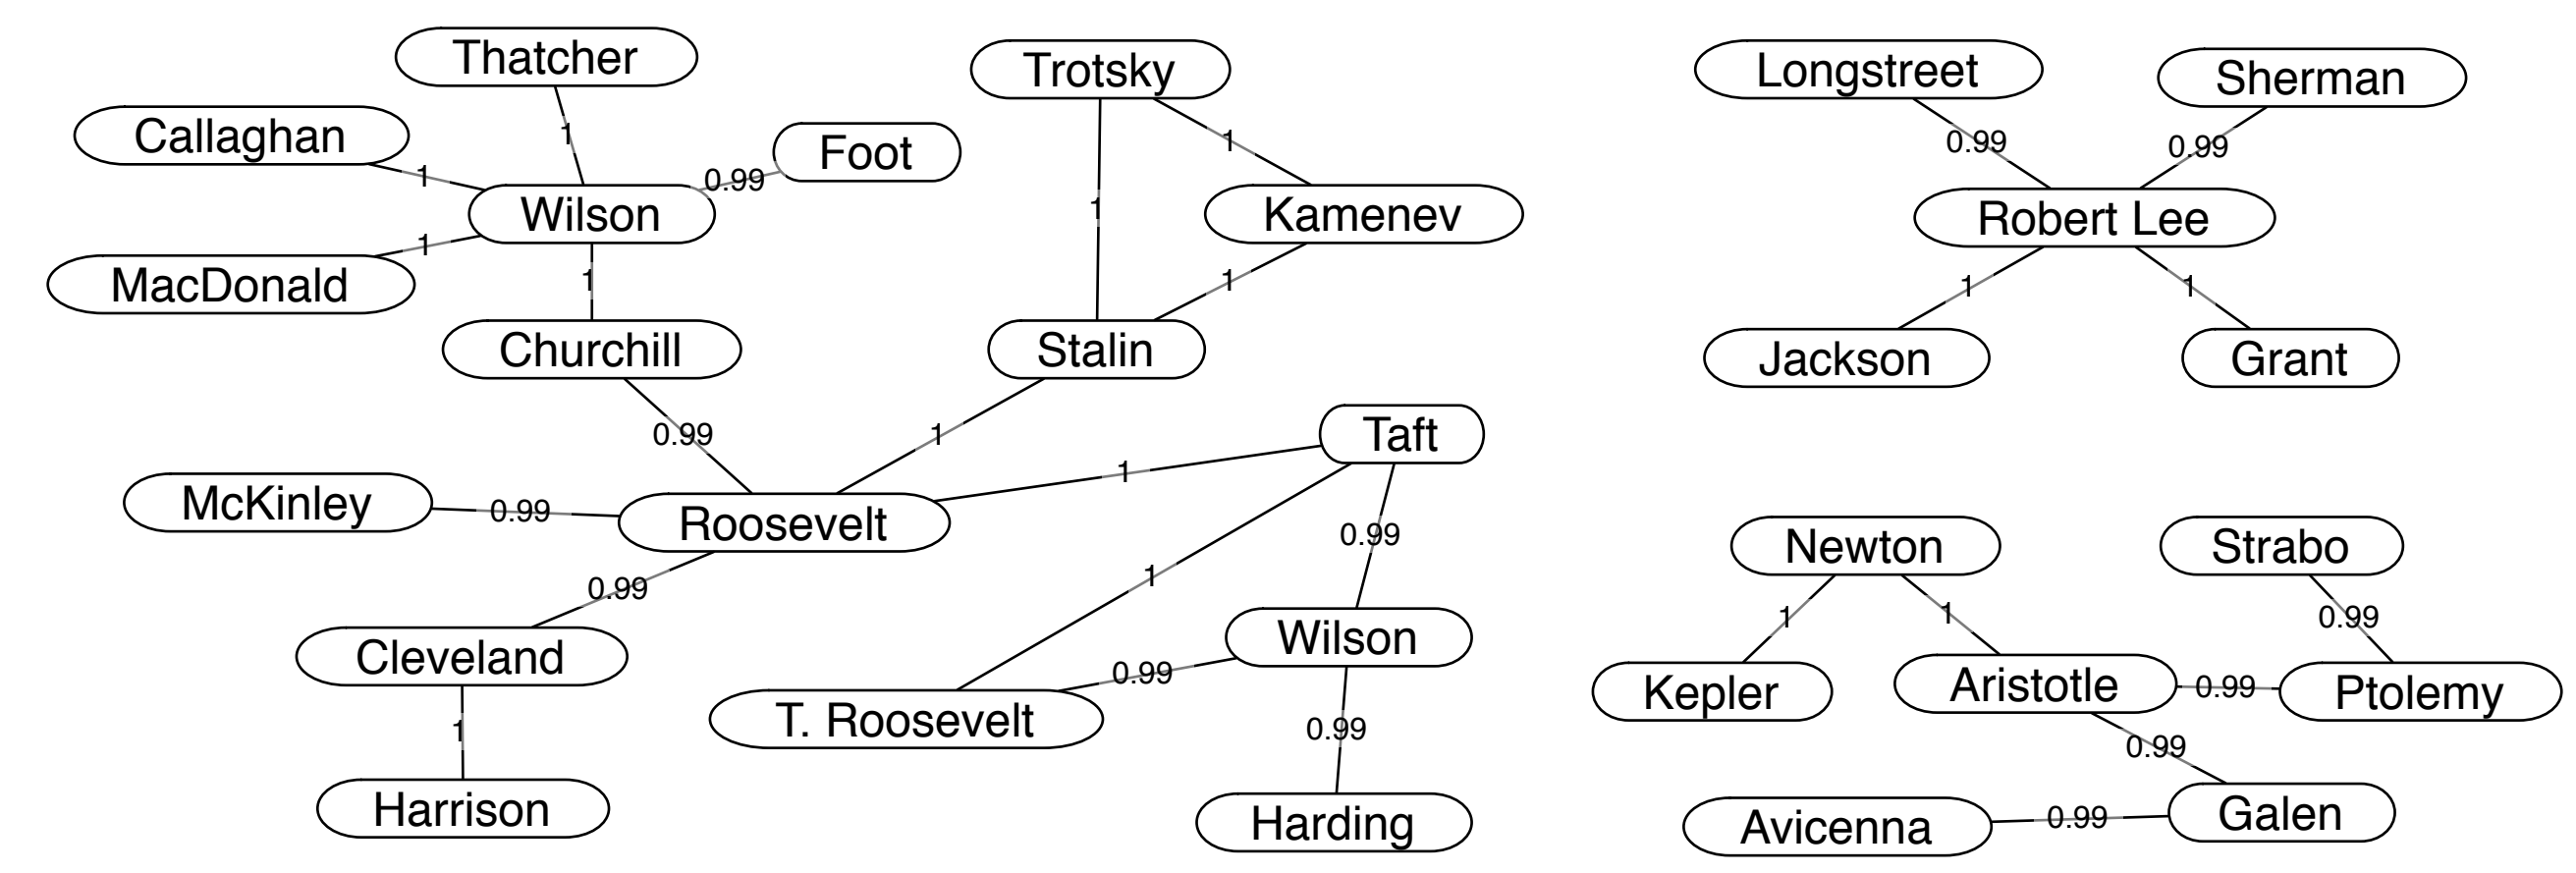 Thatcher
Trotsky
Longstreet
Sherman
Callaghan
1
Foot
1
0.99
0.99
1
0.99
Wilson
1
Kamenev
Robert Lee
1
MacDonald
1
1
1
1
Churchill
Stalin
Jackson
Grant
0.99
1
Taft
1
McKinley
0.99
Roosevelt
0.99
Newton
Strabo
0.99
1
1
1
0.99
Cleveland
Wilson
0.99
Kepler
Aristotle
0.99
Ptolemy
1
T. Roosevelt
0.99
0.99
Harrison
Harding
Avicenna
0.99
Galen